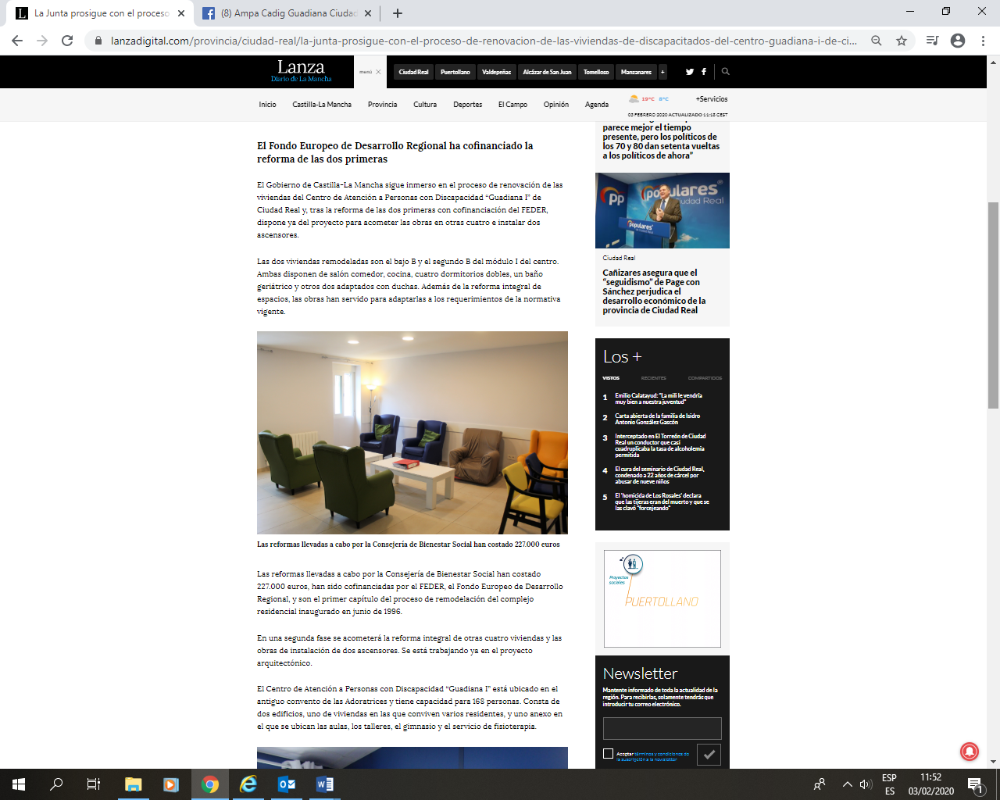 La Junta prosigue con el proceso
(8) Ampa Cadig Guadiana Ciudad
lanzadigital.com/provincia/ciudad-real/la-junta-prosigue-con-el-proceso-de-renovacion-de-las-viviendas-de-discapacitados-del-centro-guadiana-i-de-ci...
Lanza
Diario de La Mancha
menú
Ciudad Real
Puertollano
Valdepeñas
Alcázar de San Juan
Tomelloso
Manzanares
+
Inicio
Castilla-La Mancha
Provincia
Cultura
Deportes
El Campo
Opinión
Agenda
19ºC 8ºC
+Servicios
03 FEBRERO 2020 ACTUALIZADO 11:18 CEST
El Fondo Europeo de Desarrollo Regional ha cofinanciado la
reforma de las dos primeras
El Gobierno de Castilla-La Mancha sigue inmerso en el proceso de renovación de las
viviendas del Centro de Atención a Personas con Discapacidad “Guadiana I” de
Ciudad Real y, tras la reforma de las dos primeras con cofinanciación del FEDER,
dispone ya del proyecto para acometer las obras en otras cuatro e instalar dos
ascensores.
Las dos viviendas remodeladas son el bajo B y el segundo B del módulo I del centro.
Ambas disponen de salón comedor, cocina, cuatro dormitorios dobles, un baño
geriátrico y otros dos adaptados con duchas. Además de la reforma integral de
espacios, las obras han servido para adaptarlas a los requerimientos de la normativa
vigente.
Las reformas llevadas a cabo por la Consejería de Bienestar Social han costado 227.000 euros
Las reformas llevadas a cabo por la Consejería de Bienestar Social han costado
227.000 euros, han sido cofinanciadas por el FEDER, el Fondo Europeo de Desarrollo
Regional, y son el primer capítulo del proceso de remodelación del complejo
residencial inaugurado en junio de 1996.
En una segunda fase se acometerá la reforma integral de otras cuatro viviendas y las
obras de instalación de dos ascensores. Se está trabajando ya en el proyecto
arquitectónico.
El Centro de Atención a Personas con Discapacidad “Guadiana I” está ubicado en el
antiguo convento de las Adoratrices y tiene capacidad para 168 personas. Consta de
dos edificios, uno de viviendas en las que conviven varios residentes, y uno anexo en
el que se ubican las aulas, los talleres, el gimnasio y el servicio de fisioterapia.
parece mejor el tiempo
presente, pero los políticos de
los 70 y 80 dan setenta vueltas
a los políticos de ahora”
PP
populares
Ciudad Real
populares
Ciudad Real
Cañizares asegura que el
“seguidismo” de Page con
Sánchez perjudica el
desarrollo económico de la
provincia de Ciudad Real
Los +
VISTOS
RECIENTES
COMPARTIDOS
1 Emilio Calatayud: “La mili le vendría
muy bien a nuestra juventud”
2 Carta abierta de la familia de Isidro
Antonio González Gascón
3 Interceptado en El Torreón de Ciudad
Real un conductor que casi
cuadruplicaba la tasa de alcoholemia
permitida
4 El cura del seminario de Ciudad Real,
condenado a 22 años de cárcel por
abusar de nueve niños
5 El ‘homicida de Los Rosales’ declara
que las tijeras eran del muerto y que se
las clavó “forcejeando”
Proyectos
sociales
PUERTOLLANO
Newsletter
Mantente informado de toda la actualidad de la
región. Para recibirlas, solamente tendrás que
introducir tu correo electrónico.
Aceptar términos y condiciones de
la suscripción a la newsletter
ESP
ES
11:52
03/02/2020
1